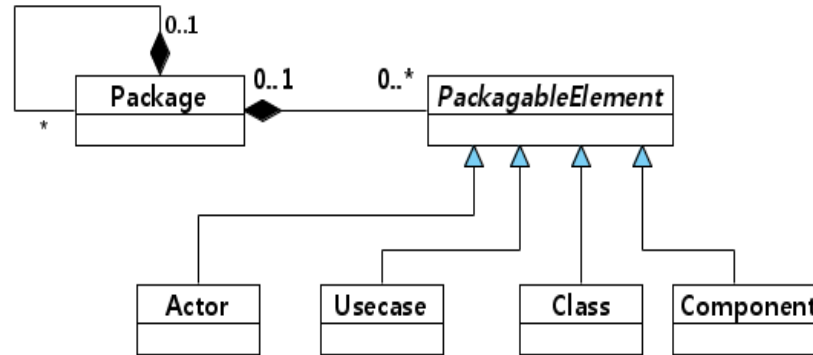 0..1
Package
0..1
0..*
PackagableElement
*
Actor
Usecase
Class
Component